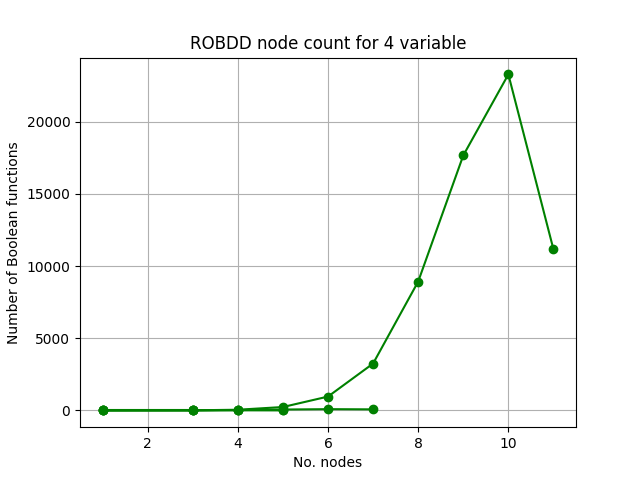 ROBDD node count for 4 variable
Number of Boolean functions
20000
15000
10000
5000
0
2 4 6 8 10
No. nodes